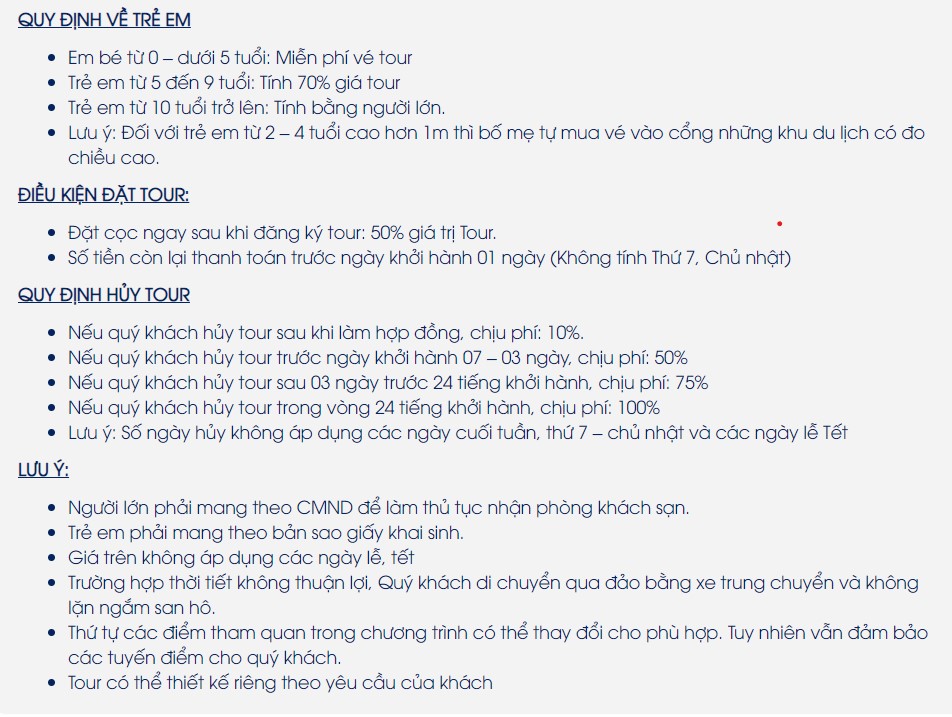 QUY ĐỊNH VỀ TRẺ EM
• Em bé từ 0 – dưới 5 tuổi: Miễn phí vé tour
• Trẻ em từ 5 đến 9 tuổi: Tính 70% giá tour
• Trẻ em từ 10 tuổi trở lên: Tính bằng người lớn.
• Lưu ý: Đối với trẻ em từ 2 – 4 tuổi cao hơn 1m thì bố mẹ tự mua vé vào cổng những khu du lịch có đo
chiều cao.
ĐIỀU KIỆN ĐẶT TOUR:
• Đặt cọc ngay sau khi đăng ký tour: 50% giá trị Tour.
• Số tiền còn lại thanh toán trước ngày khởi hành 01 ngày (Không tính Thứ 7, Chủ nhật)
QUY ĐỊNH HỦY TOUR
• Nếu quý khách hủy tour sau khi làm hợp đồng, chịu phí: 10%.
• Nếu quý khách hủy tour trước ngày khởi hành 07 – 03 ngày, chịu phí: 50%
• Nếu quý khách hủy tour sau 03 ngày trước 24 tiếng khởi hành, chịu phí: 75%
• Nếu quý khách hủy tour trong vòng 24 tiếng khởi hành, chịu phí: 100%
• Lưu ý: Số ngày hủy không áp dụng các ngày cuối tuần, thứ 7 – chủ nhật và các ngày lễ Tết
LƯU Ý:
• Người lớn phải mang theo CMND để làm thủ tục nhận phòng khách sạn.
• Trẻ em phải mang theo bản sao giấy khai sinh.
• Giá trên không áp dụng các ngày lễ, tết
• Trường hợp thời tiết không thuận lợi, Quý khách di chuyển qua đảo bằng xe trung chuyển và không
lặn ngắm san hô.
• Thứ tự các điểm tham quan trong chương trình có thể thay đổi cho phù hợp. Tuy nhiên vẫn đảm bảo
các tuyến điểm cho quý khách.
• Tour có thể thiết kế riêng theo yêu cầu của khách